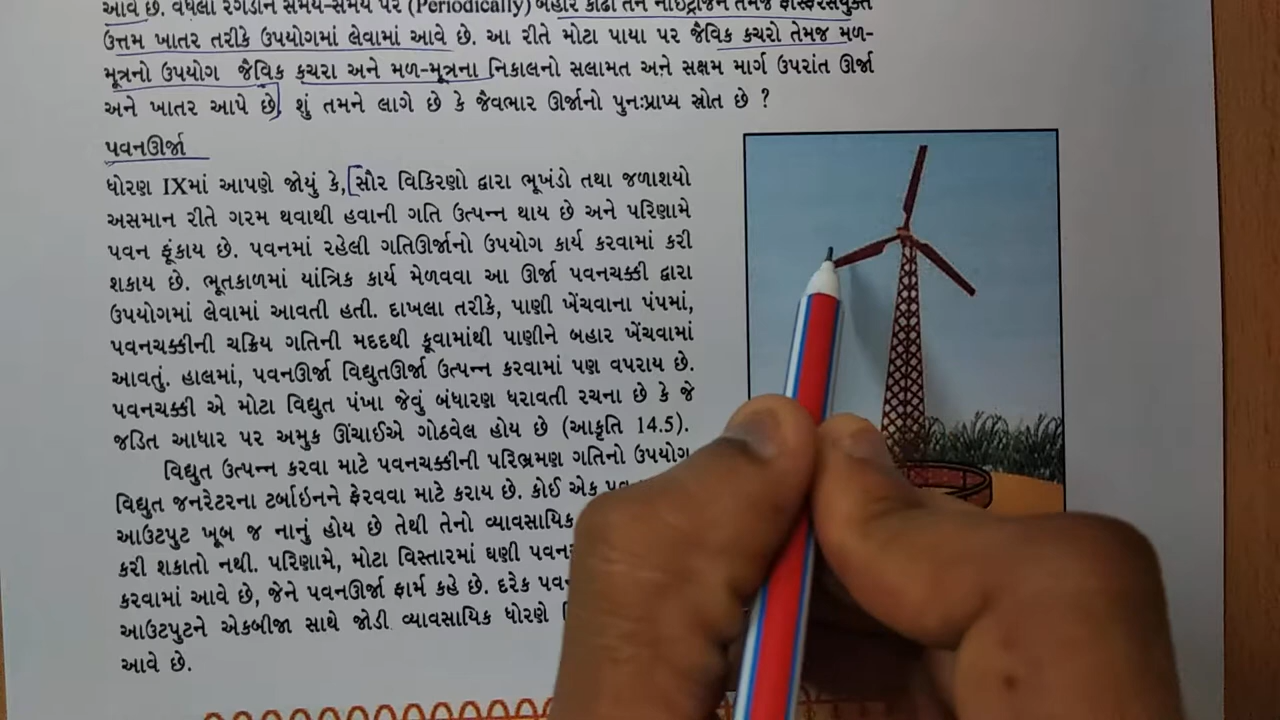 આવે છે. વધેલા રગડાને સમય-સમય પર (Periodically) બહાર કાઢી તેને નાઇટ્રોજન તેમજ ફૉસ્ફરસયુક્ત
ઉત્તમ ખાતર તરીકે ઉપયોગમાં લેવામાં આવે છે. આ રીતે મોટા પાયા પર જૈવિક કચરો તેમજ મળ-
મૂત્રનો ઉપયોગ જૈવિક કચરા અને મળ-મૂત્રના નિકાલનો સલામત અને સક્ષમ માર્ગ ઉપરાંત ઊર્જા
અને ખાતર આપે છે. શું તમને લાગે છે કે જૈવભાર ઊર્જાનો પુનઃપ્રાપ્ય સ્રોત છે ?
પવનઊર્જા
ધોરણ IXમાં આપણે જોયું કે, સૌર વિકિરણો દ્વારા ભૂખંડો તથા જળાશયો
અસમાન રીતે ગરમ થવાથી હવાની ગતિ ઉત્પન્ન થાય છે અને પરિણામે
પવન ફૂંકાય છે. પવનમાં રહેલી ગતિઊર્જાનો ઉપયોગ કાર્ય કરવામાં કરી
શકાય છે. ભૂતકાળમાં યાંત્રિક કાર્ય મેળવવા આ ઊર્જા પવનચક્કી દ્વારા
ઉપયોગમાં લેવામાં આવતી હતી. દાખલા તરીકે, પાણી ખેંચવાના પંપમાં,
પવનચક્કીની ચક્રિય ગતિની મદદથી કૂવામાંથી પાણીને બહાર ખેંચવામાં
આવતું. હાલમાં, પવનઊર્જા વિદ્યુતઊર્જા ઉત્પન્ન કરવામાં પણ વપરાય છે.
પવનચક્કી એ મોટા વિદ્યુત પંખા જેવું બંધારણ ધરાવતી રચના છે કે જે
જડિત આધાર પર અમુક ઊંચાઈએ ગોઠવેલ હોય છે (આકૃતિ 14.5).
વિદ્યુત ઉત્પન્ન કરવા માટે પવનચક્કીની પરિભ્રમણ ગતિનો ઉપયોગ
વિદ્યુત જનરેટરના ટર્બાઇનને ફેરવવા માટે કરાય છે. કોઈ એક
આઉટપુટ ખૂબ જ નાનું હોય છે તેથી તેનો વ્યાવસાયિક
કરી શકાતો નથી. પરિણામે, મોટા વિસ્તારમાં ઘણી
કરવામાં આવે છે, જેને પવનઊર્જા ફાર્મ કહે છે. દરેક
આઉટપુટને એકબીજા સાથે જોડી વ્યાવસાયિક ધોરણે
આવે છે.